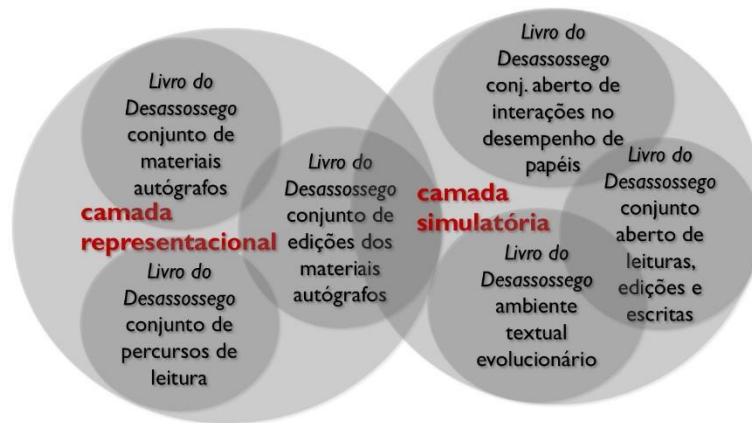 Livro do
Desassossego
conjunto de
materiais
autógrafos
camada
representacional
Livro do
Desassossego
conjunto de
percursos de
leitura
Livro do
Desassossego
conjunto de
edições dos
materiais
autógrafos
Livro do
Desassossego
conj. aberto de
interações no
desempenho de
papéis
camada
simulatória
Livro do
Desassossego
ambiente
textual
evolucionário
Livro do
Desassossego
conjunto
aberto de
leituras,
edições e
escritas